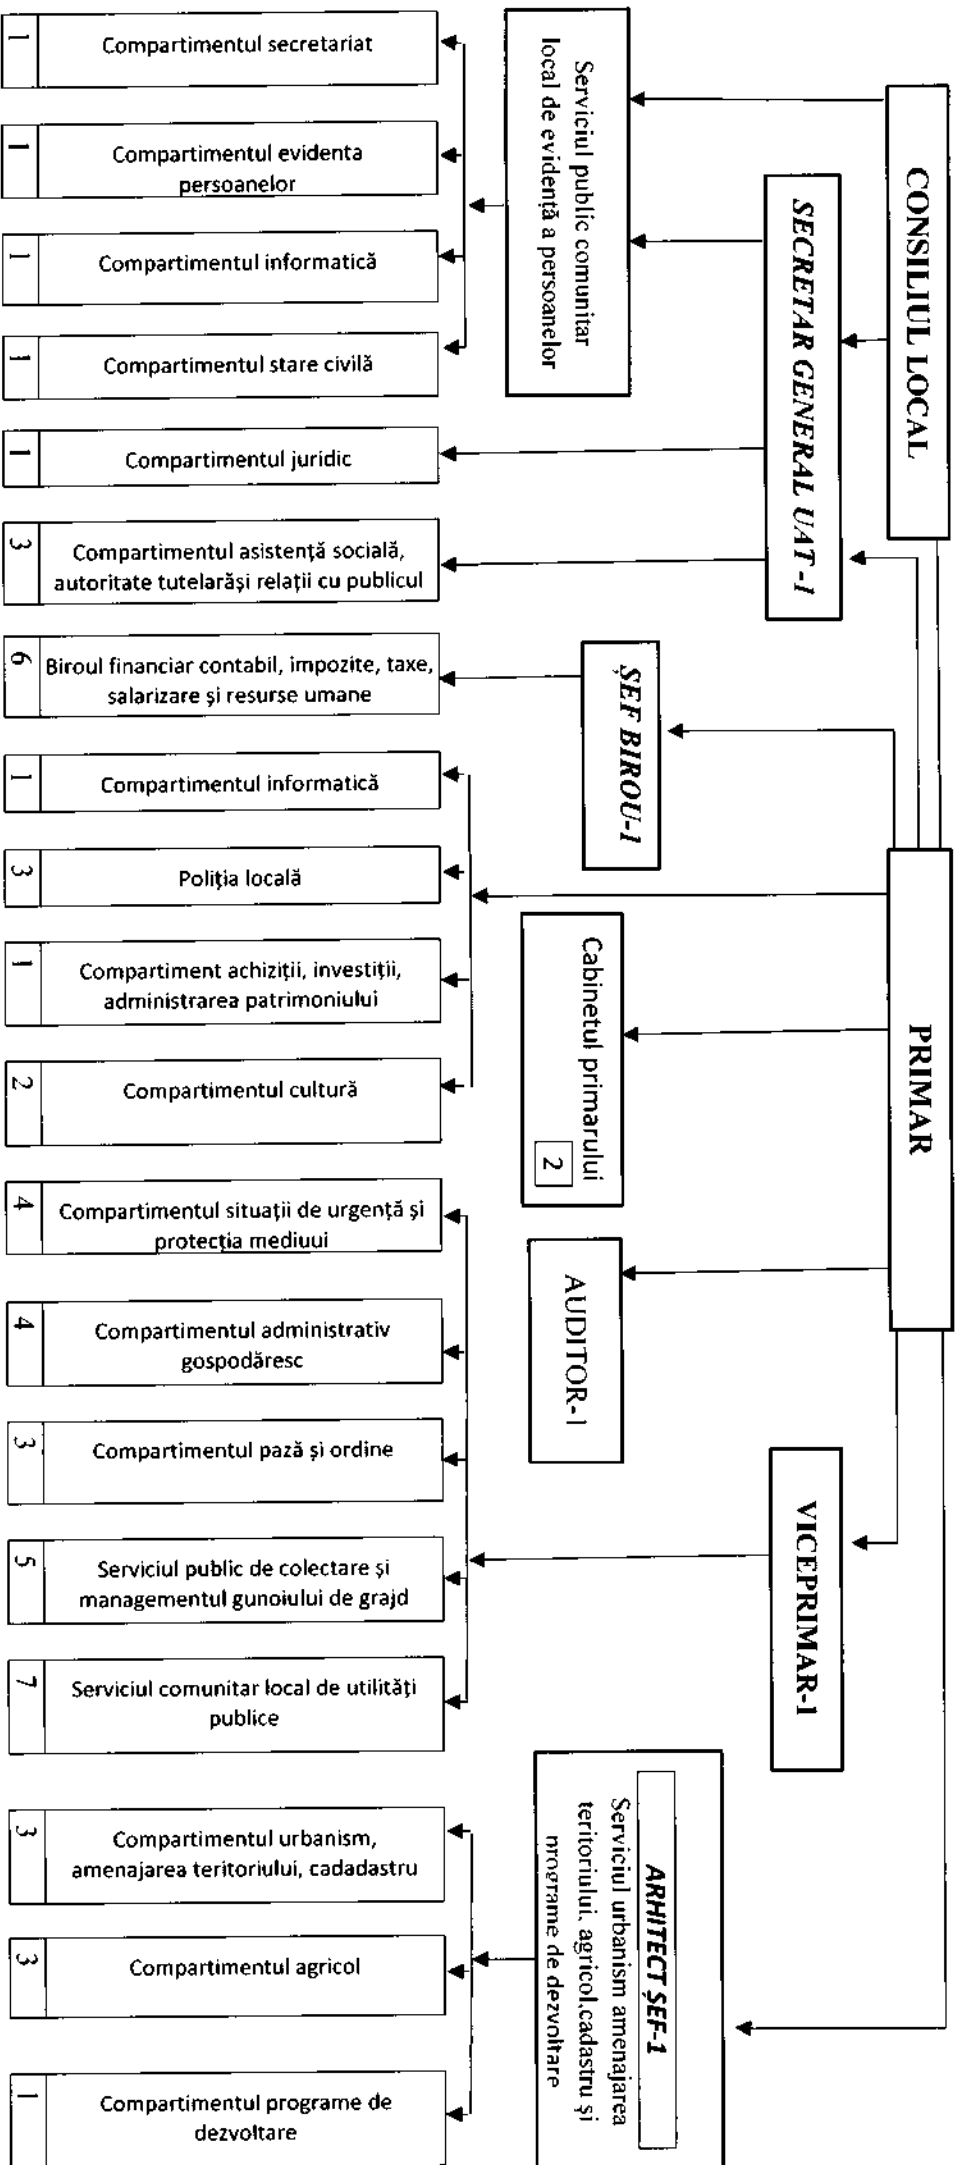 CONSILIUL LOCAL
PRIMAR
SECRETAR GENERAL UAT -1
VICEPRIMAR-1
Serviciul public comunitar
local de evidență a persoanelor
ȘEF BIROU-1
Cabinetul primarului
2
AUDITOR-1
ARHITECT ȘEF-1
Serviciul urbanism amenajarea
teritoriului, agricol,cadastru și
programe de dezvoltare
Compartimentul secretariat
1
Compartimentul evidenta
persoanelor
1
Compartimentul informatică
1
Compartimentul stare civilă
1
Compartimentul juridic
1
Compartimentul asistență socială,
autoritate tutelarăși relații cu publicul
3
Biroul financiar contabil, impozite, taxe,
salarizare și resurse umane
6
Compartimentul informatică
1
Poliția locală
3
Compartiment achiziții, investiții,
administrarea patrimoniului
1
Compartimentul cultură
2
Compartimentul situații de urgență și
protecția mediuui
4
Compartimentul administrativ
gospodăresc
4
Compartimentul pază și ordine
3
Serviciul public de colectare și
managementul gunoiului de grajd
5
Serviciul comunitar local de utilități
publice
7
Compartimentul urbanism,
amenajarea teritoriului, cadadastru
3
Compartimentul agricol
3
Compartimentul programe de
dezvoltare
1